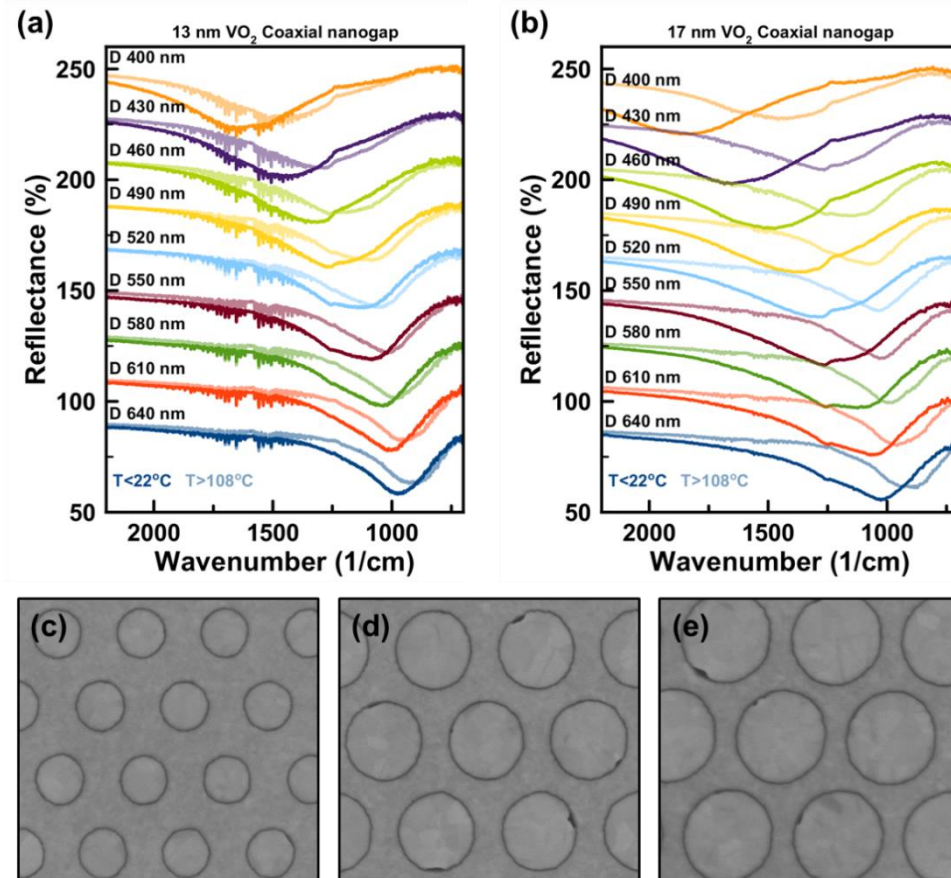 (a)
13 nm VO2 Coaxial nanogap
Refllectance (%)
250
200
150
100
50
D 400 nm
D 430 nm
D 460 nm
D 490 nm
D 520 nm
D 550 nm
D 580 nm
D 610 nm
D 640 nm
T<22°C T>108°C
2000 1500 1000
Wavenumber (1/cm)
(b)
17 nm VO2 Coaxial nanogap
Refllectance (%)
250
200
150
100
50
D 400 nm
D 430 nm
D 460 nm
D 490 nm
D 520 nm
D 550 nm
D 580 nm
D 610 nm
D 640 nm
T<22°C T>108°C
2000 1500 1000
Wavenumber (1/cm)
(c)
(d)
(e)